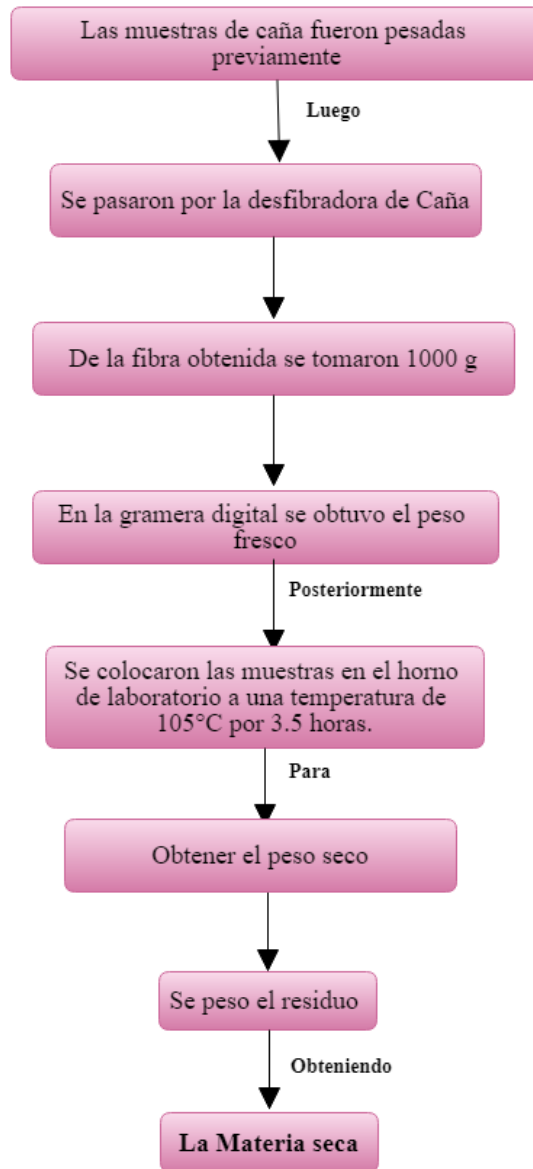 Las muestras de caña fueron pesadas
previamente
Luego
Se pasaron por la desfibradora de Caña
De la fibra obtenida se tomaron 1000 g
En la gramera digital se obtuvo el peso
fresco
Posteriormente
Se colocaron las muestras en el horno
de laboratorio a una temperatura de
105°C por 3.5 horas.
Para
Obtener el peso seco
Se peso el residuo
Obteniendo
La Materia seca